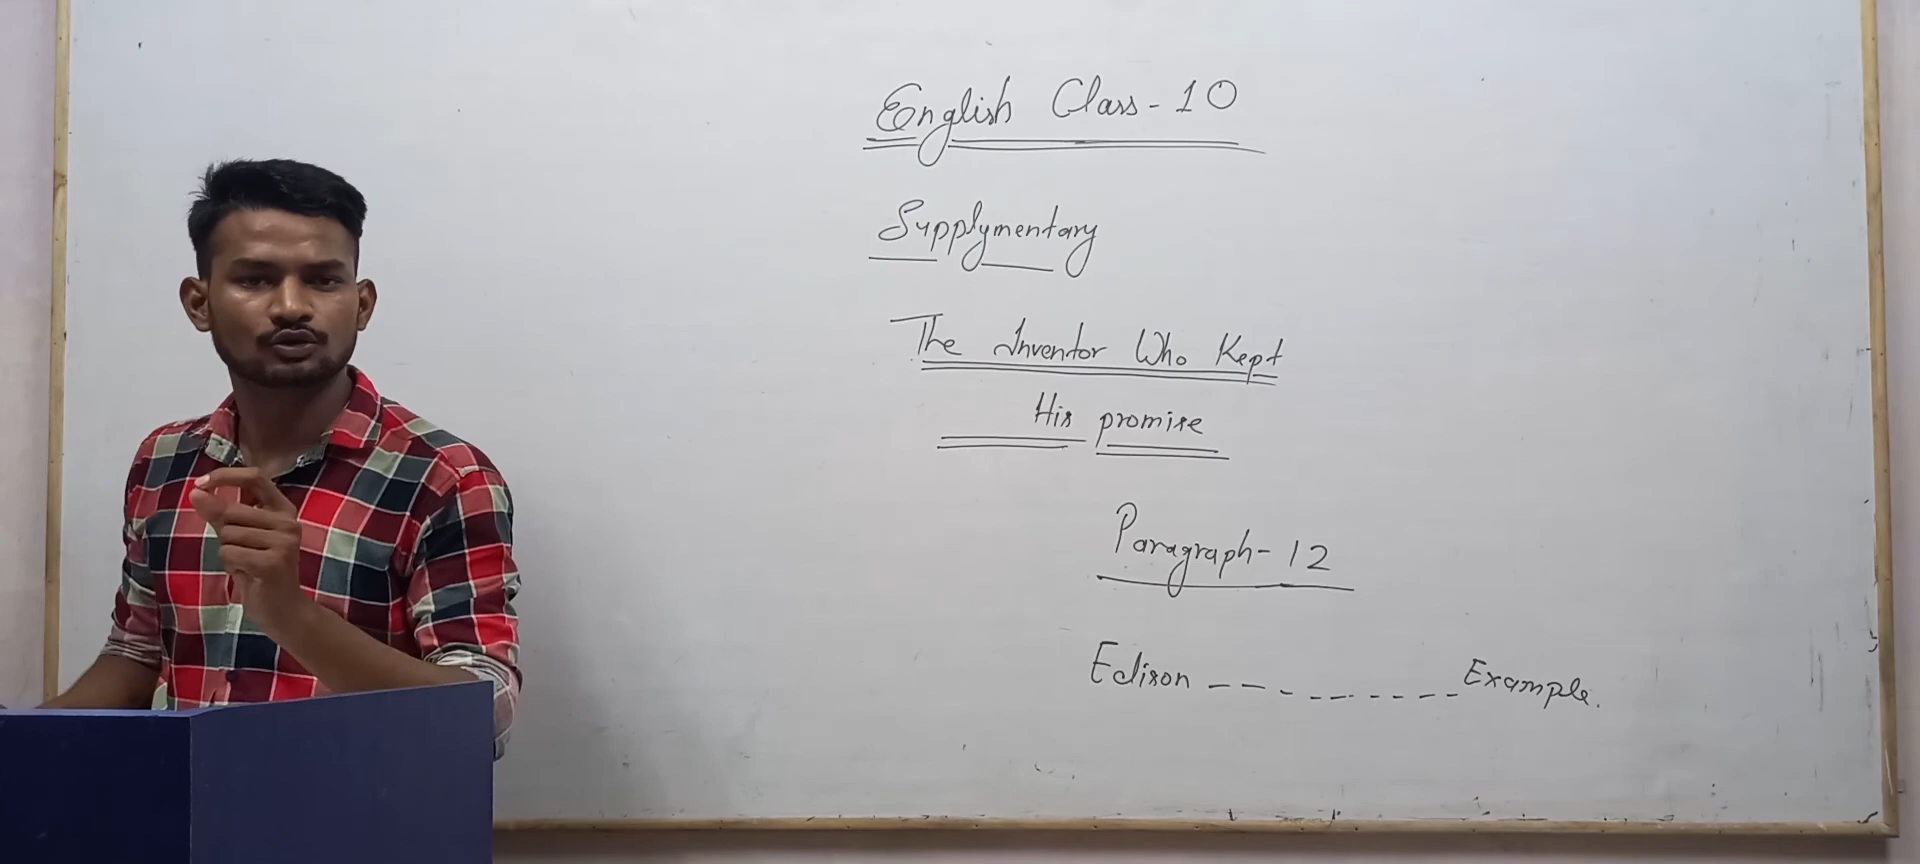 English Class-10
Supplymentary
The Inventor Who Kept
His promise
Paragraph-12
Edison ---------- Example.